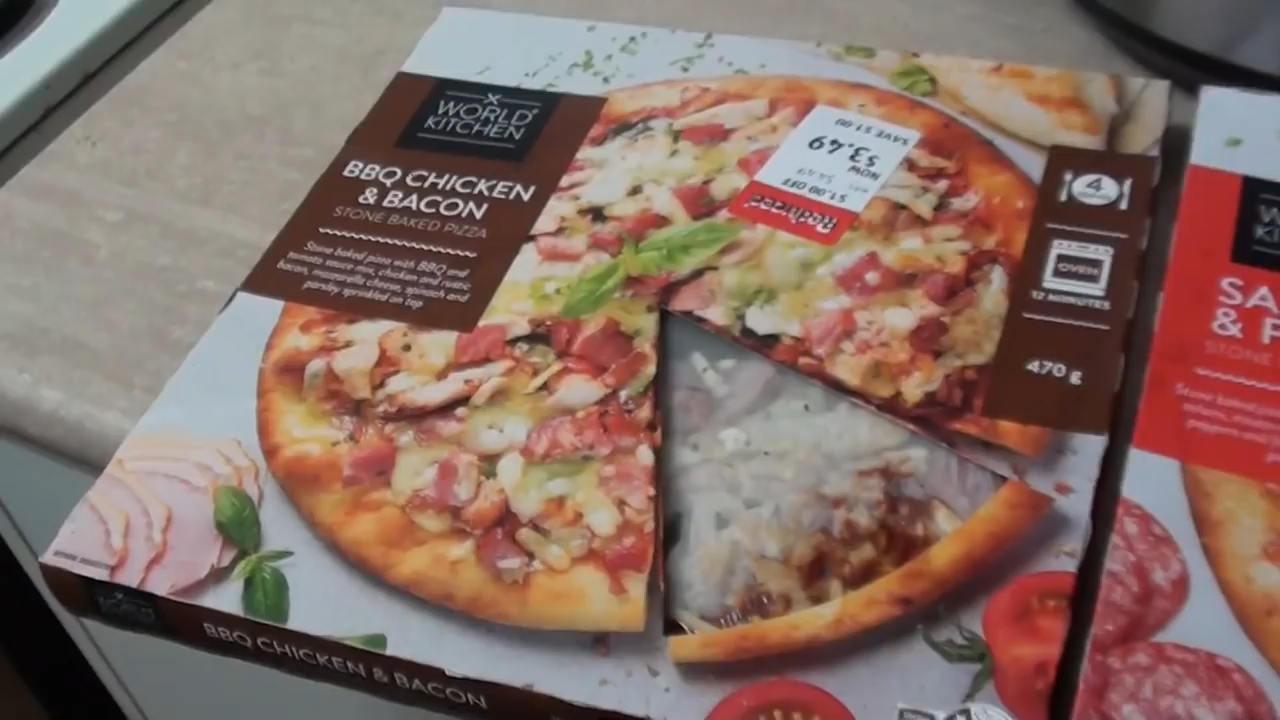 WORLD
KITCHEN
BBQ CHICKEN
& BACON
STONE BAKED PIZZA
Stone baked pizza with BBQ and
tomato sauce mix, chicken and rustic
bacon, mozzarella cheese, spinach and
parsley sprinkled on top
Reduced
$1.00 OFF
$4.49
NOW
$3.49
SAVE $1.00
4
OVEN
12 MINUTES
470 g
BBQ CHICKEN & BACON
SA
& P
STONE